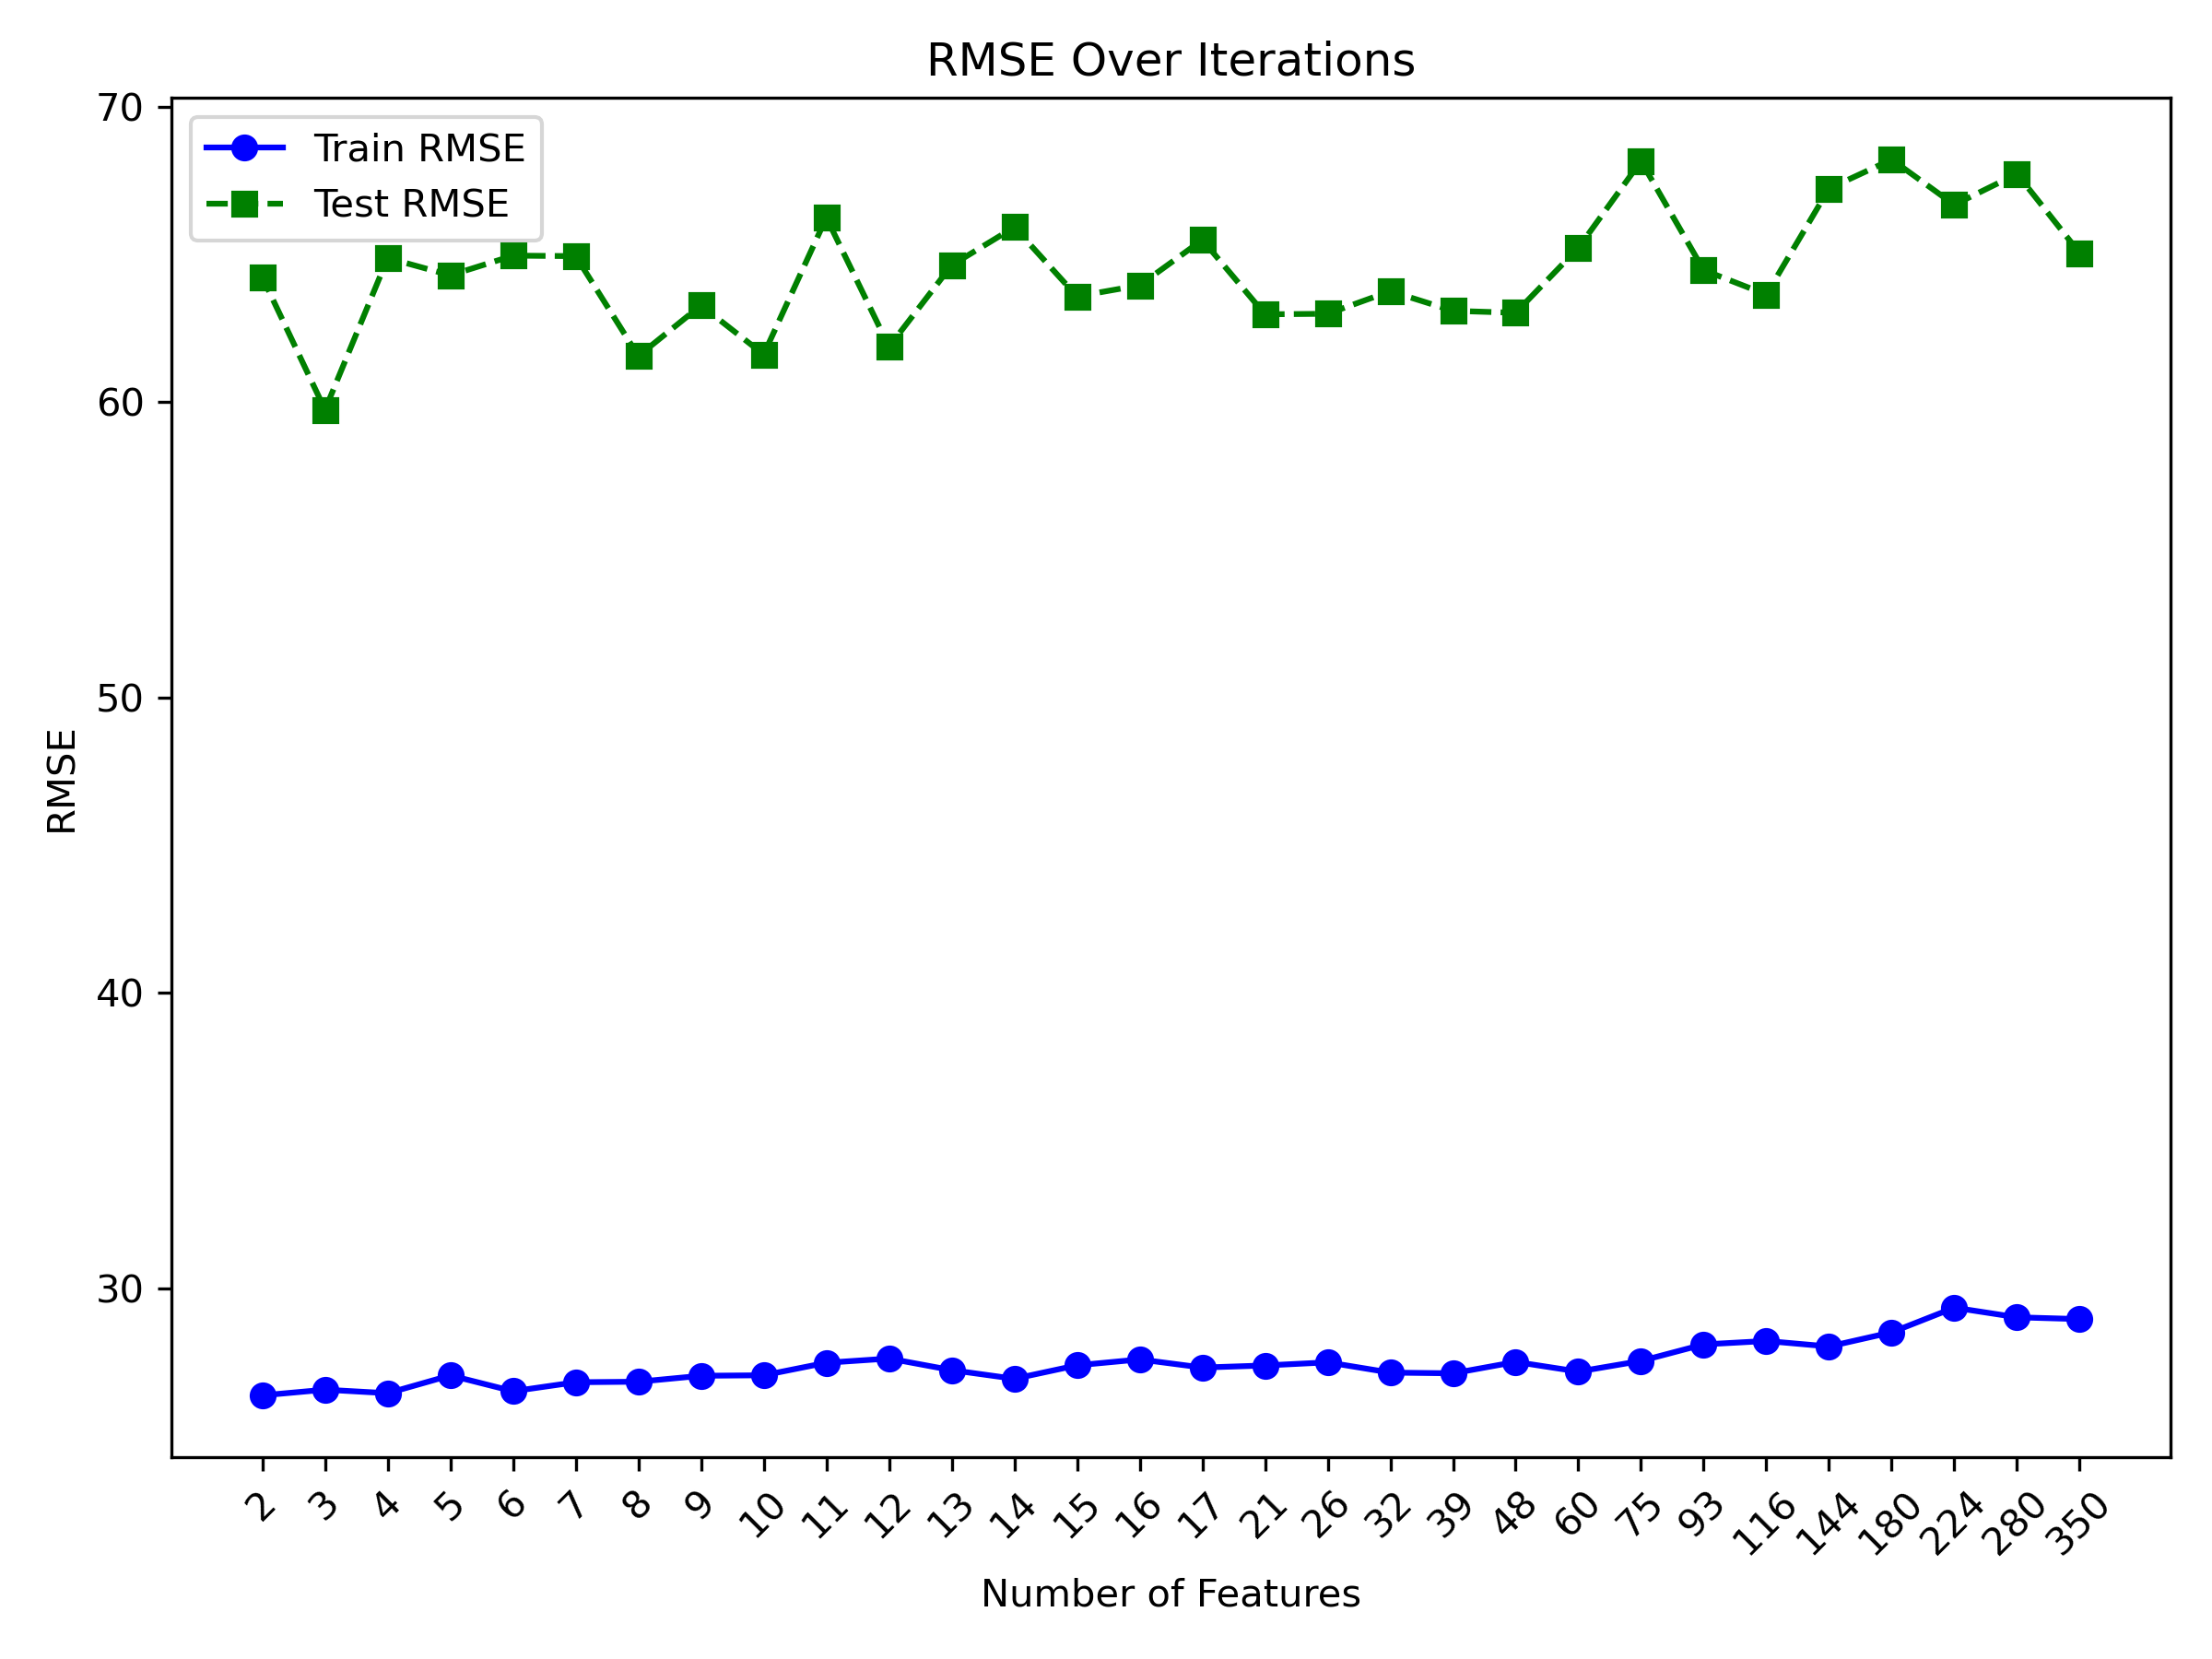 RMSE Over Iterations
Train RMSE
Test RMSE
70
60
50
40
30
RMSE
2 3 4 5 6 7 8 9 10 11 12 13 14 15 16 17 21 26 32 39 48 60 75 93 116 144 180 224 280 350
Number of Features